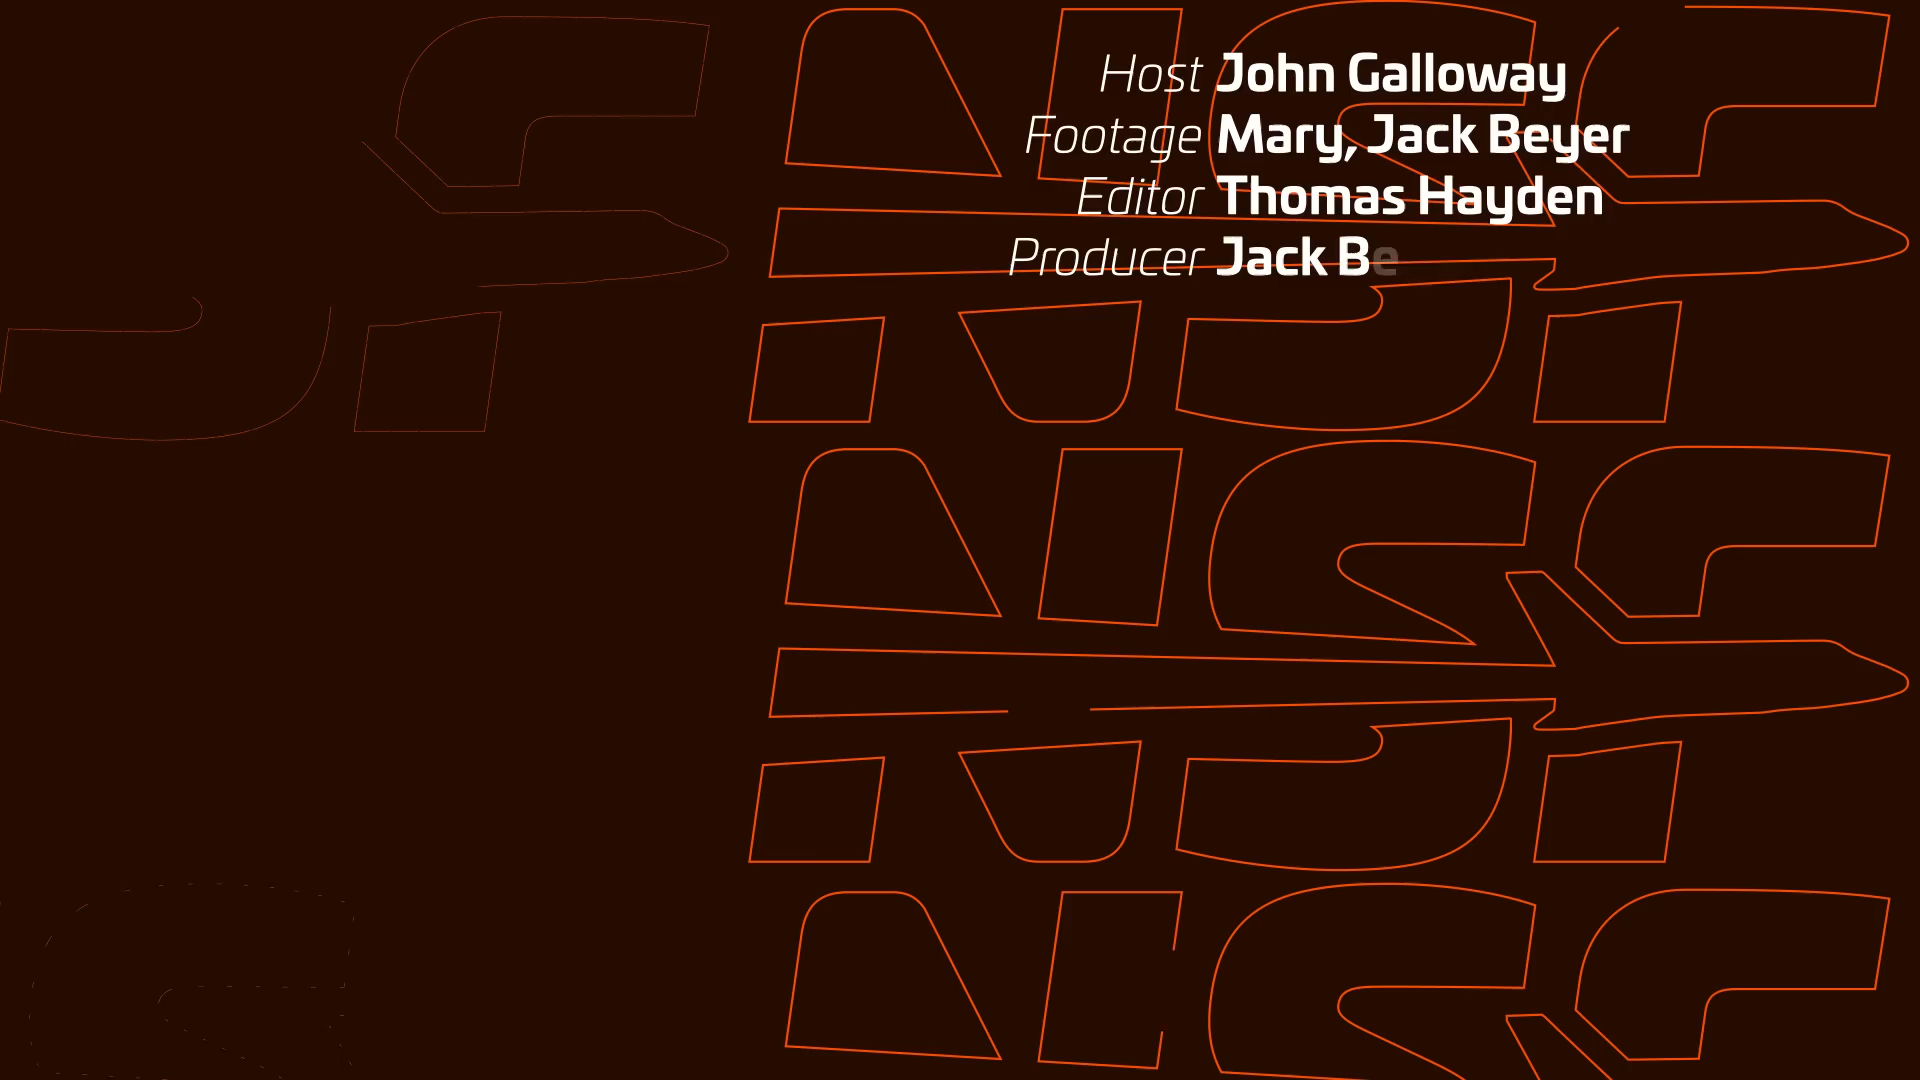 Host John Galloway
Footage Mary, Jack Beyer
Editor Thomas Hayden
Producer Jack Be